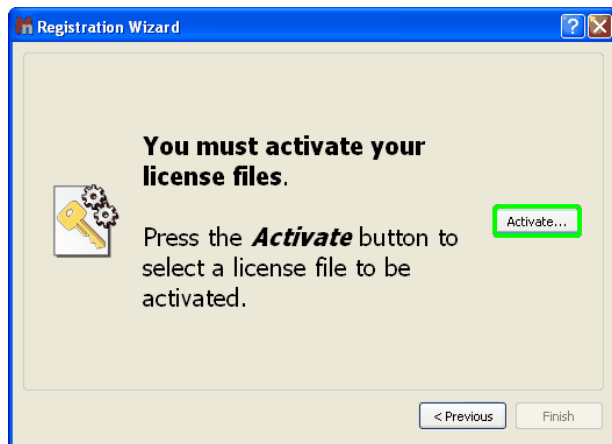 Registration Wizard
You must activate your
license files.
Activate...
Press the Activate button to
select a license file to be
activated.
< Previous
Finish